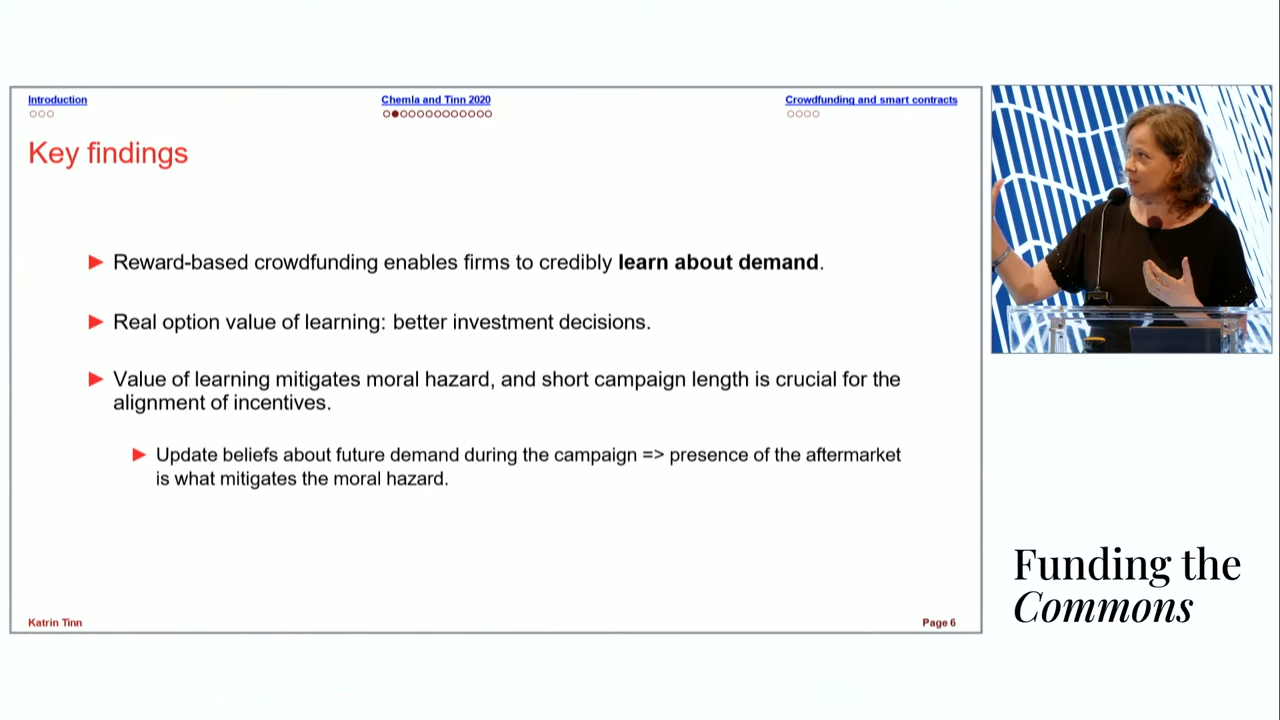 Introduction
Chemla and Tinn 2020
Crowdfunding and smart contracts
Key findings
Reward-based crowdfunding enables firms to credibly learn about demand.
Real option value of learning: better investment decisions.
Value of learning mitigates moral hazard, and short campaign length is crucial for the
alignment of incentives.
Update beliefs about future demand during the campaign => presence of the aftermarket
is what mitigates the moral hazard.
Katrin Tinn
Page 6
Funding the
Commons